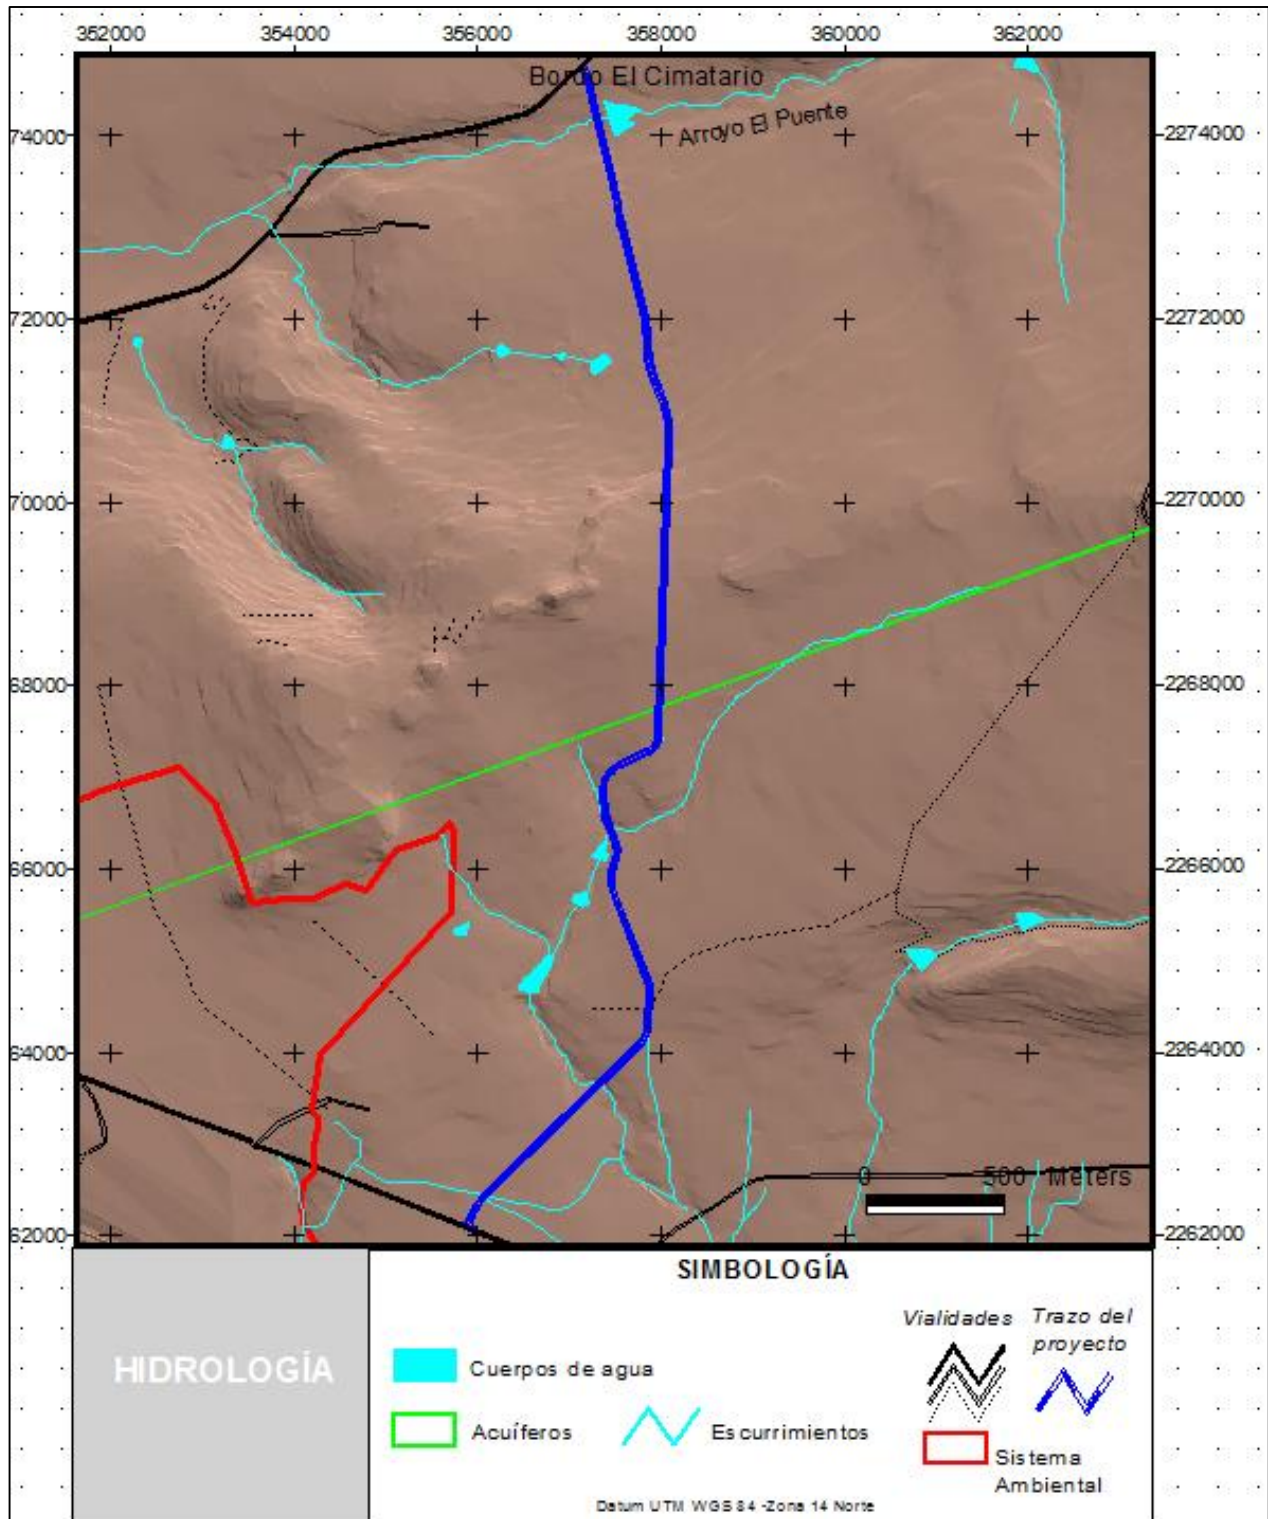 352000 354000 356000 358000 360000 362000
Bordo El Cimatario
Arroyo El Puente
74000 2274000
72000 2272000
70000 2270000
68000 2268000
66000 2266000
64000 2264000
0 500 Meters
62000 2262000
SIMBOLOGÍA
HIDROLOGÍA
Cuerpos de agua
Acuíferos
Escurrimientos
Vialidades
Trazo del
proyecto
Sistema
Ambiental
Datum UTM WGS 84 -Zona 14 Norte